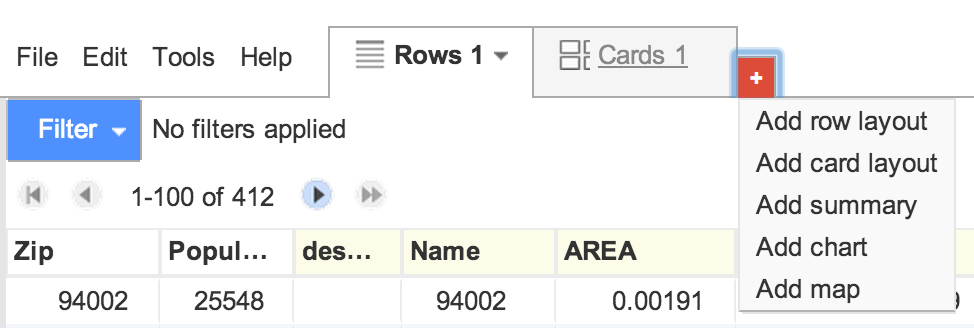 File Edit Tools Help Rows 1 Cards 1 +
Filter No filters applied
1-100 of 412
Add row layout
Add card layout
Add summary
Add chart
Add map
Zip Popul... des... Name AREA
94002 25548 94002 0.00191